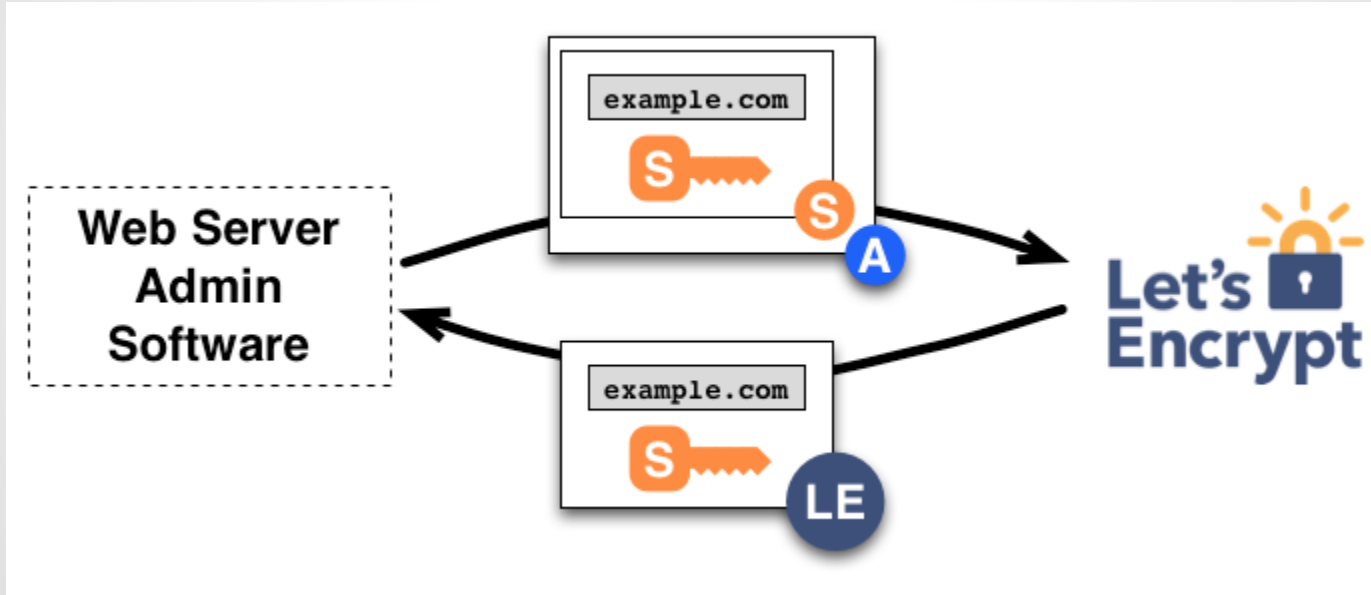 example.com
S
S
A
Web Server
Admin
Software
Let's
Encrypt
example.com
S
LE